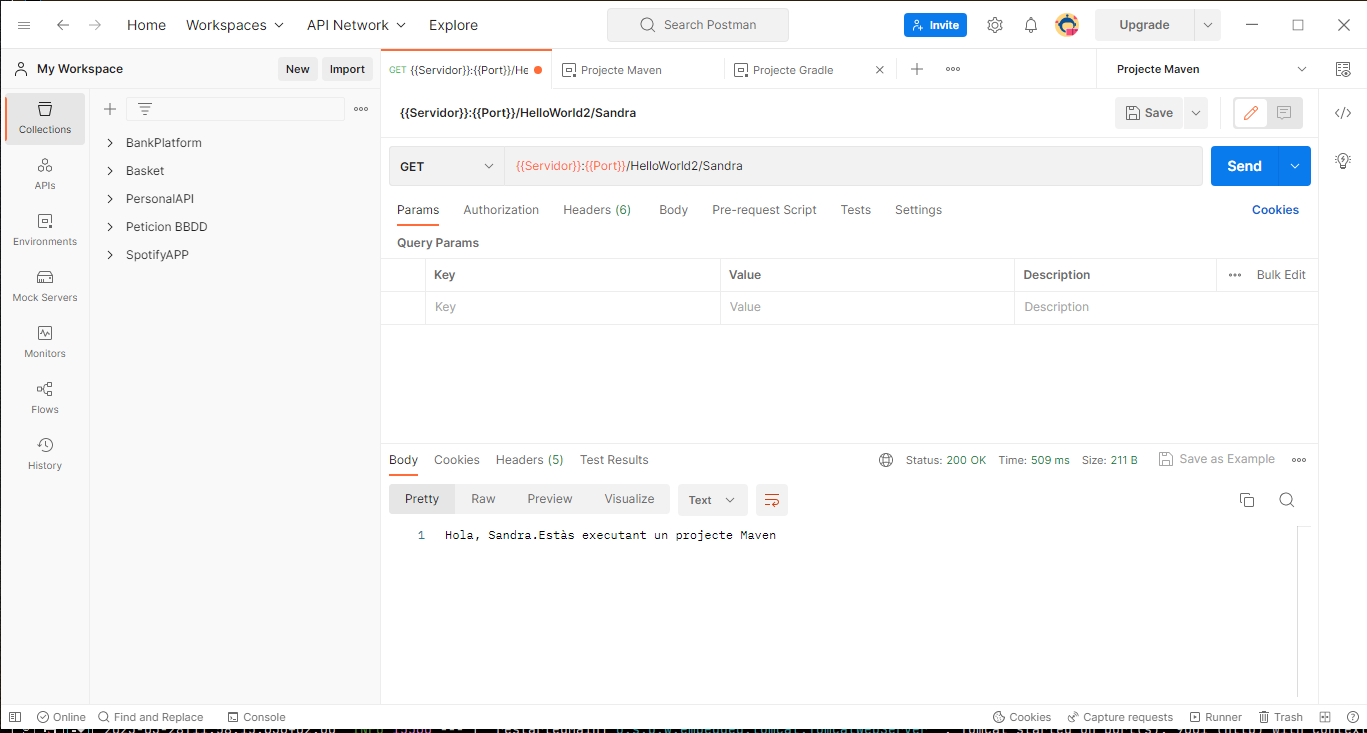 Home Workspaces API Network Explore Search Postman Invite Upgrade
My Workspace New Import GET {{Servidor}}:{{Port}}/He Projecte Maven Projecte Gradle Projecte Maven
Collections
APIs
Environments
Mock Servers
Monitors
Flows
History
BankPlatform
Basket
PersonalAPI
Peticion BBDD
SpotifyAPP
{{Servidor}}:{{Port}}/HelloWorld2/Sandra Save
GET {{Servidor}}:{{Port}}/HelloWorld2/Sandra Send
Params Authorization Headers (6) Body Pre-request Script Tests Settings Cookies
Query Params
Key Value Description Bulk Edit
Key Value Description
Body Cookies Headers (5) Test Results Status: 200 OK Time: 509 ms Size: 211 B Save as Example
Pretty Raw Preview Visualize Text
1 Hola, Sandra.Estàs executant un projecte Maven
Online Find and Replace Console Cookies Capture requests Runner Trash